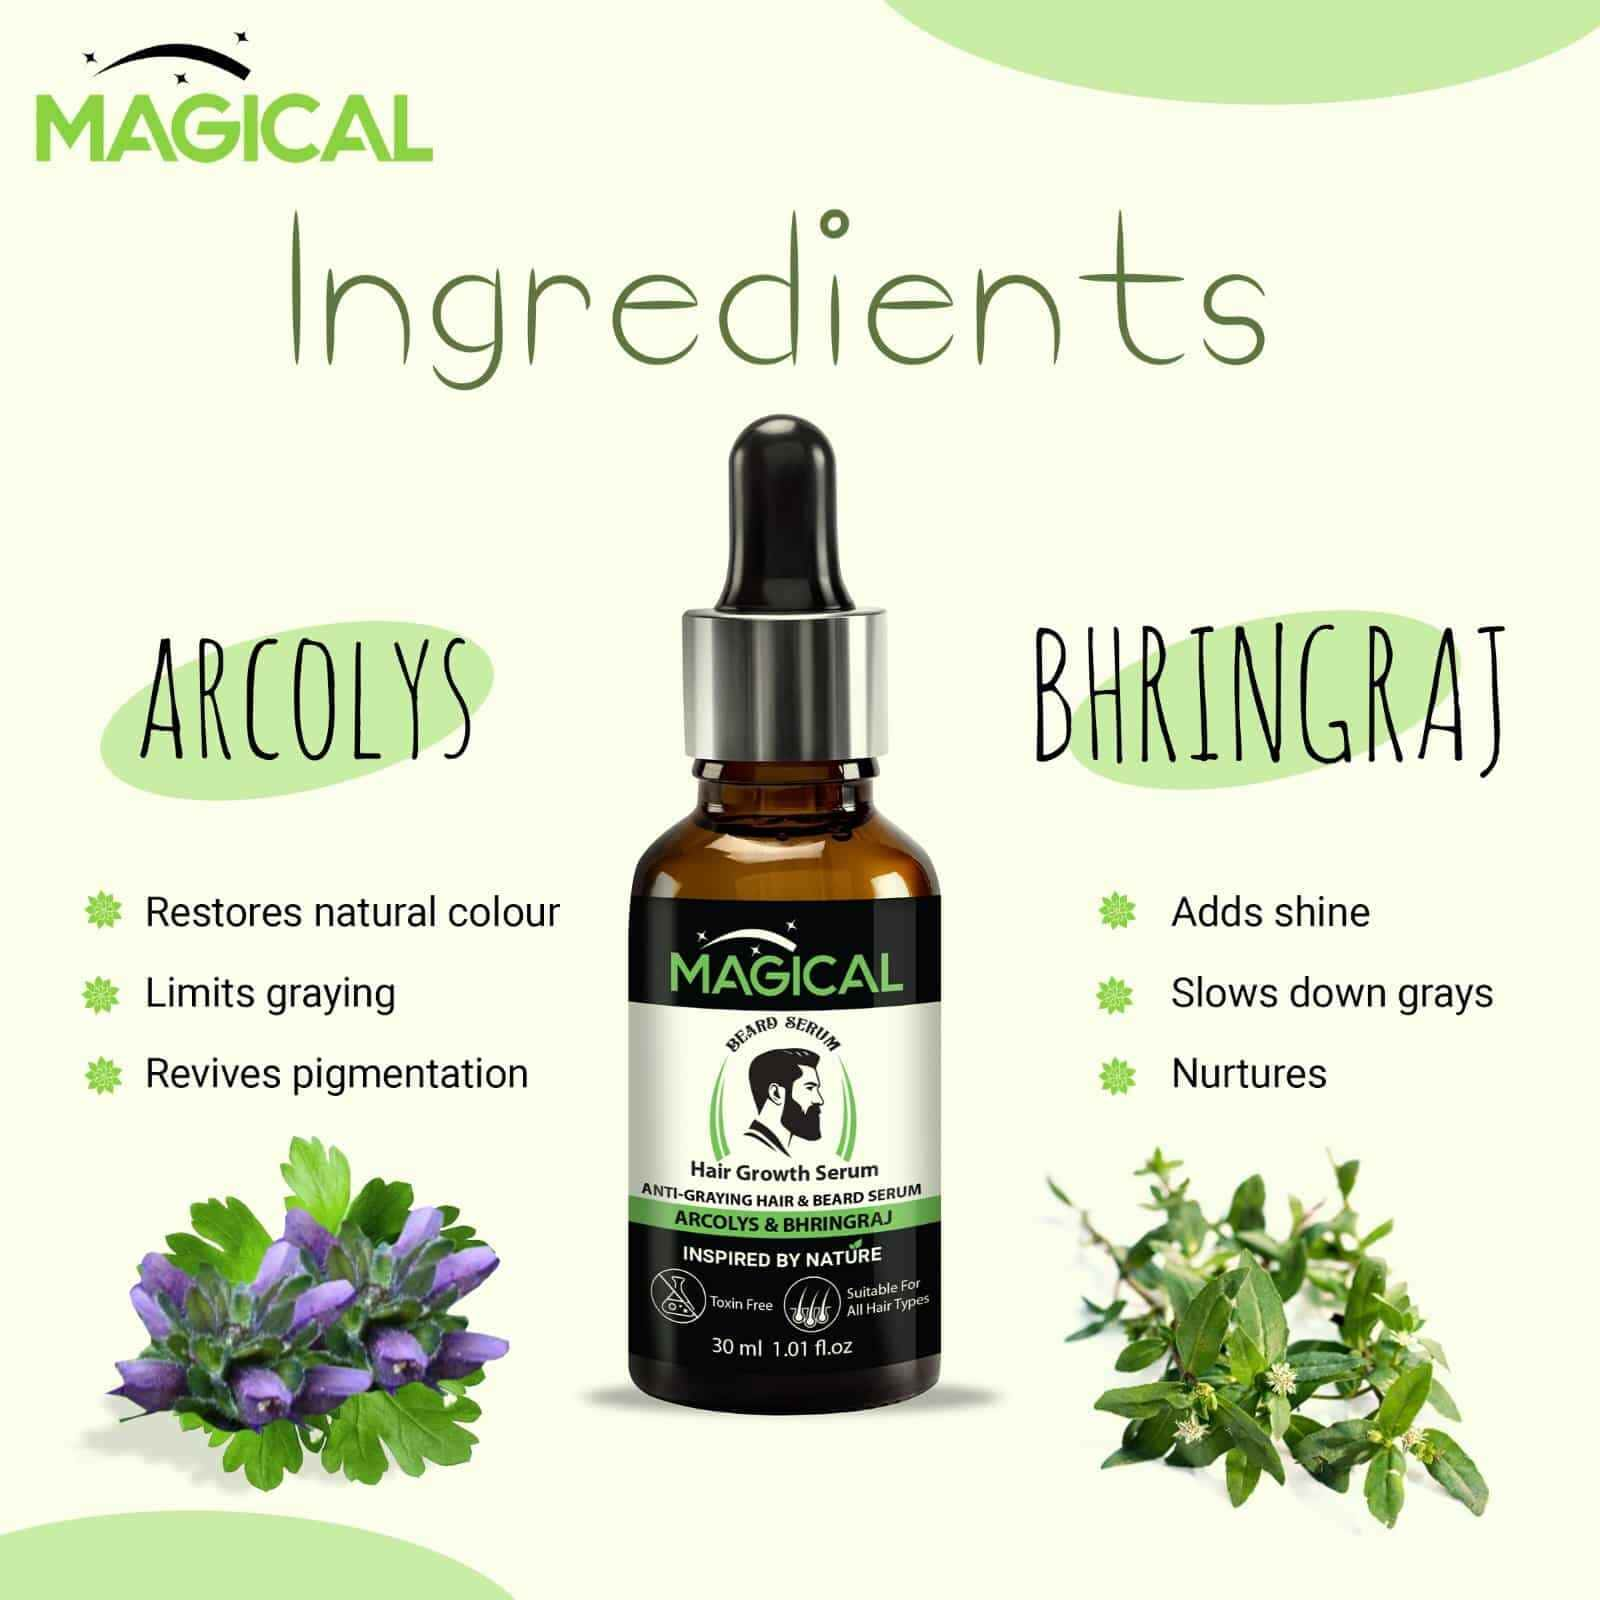 MAGICAL
Ingredients
ARCOLYS
Restores natural colour
Limits graying
Revives pigmentation
BHRINGRAJ
Adds shine
Slows down grays
Nurtures
MAGICAL
BEARD SERUM
Hair Growth Serum
ANTI-GRAYING HAIR & BEARD SERUM
ARCOLYS & BHRINGRAJ
INSPIRED BY NATURE
Toxin Free
Suitable For
All Hair Types
30 ml 1.01 fl.oz